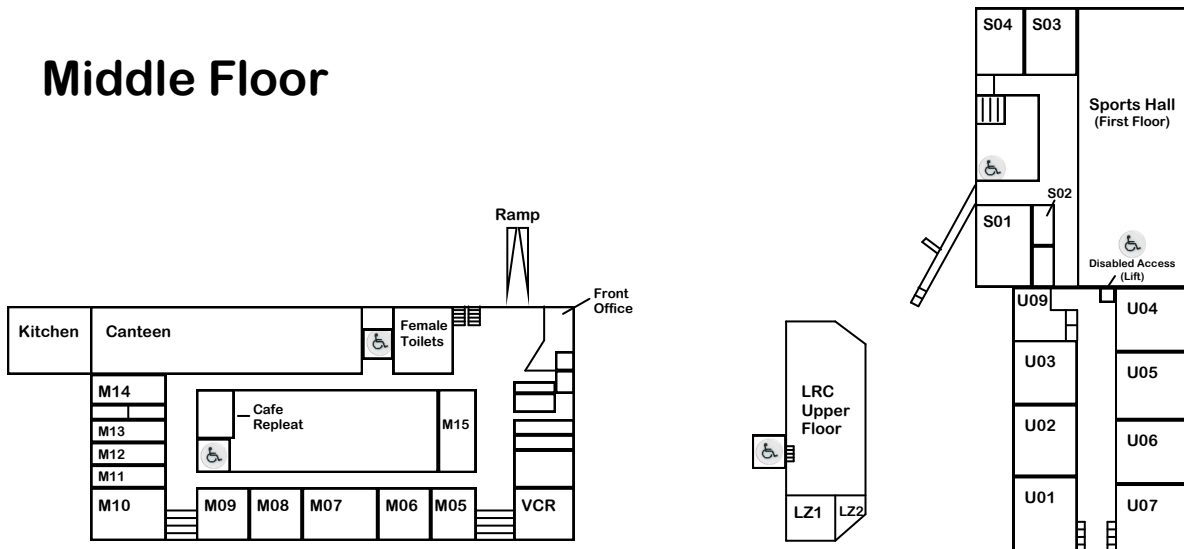 Middle Floor
S04
S03
Sports Hall
(First Floor)
S02
S01
Disabled Access
(Lift)
Ramp
Front
Office
Kitchen
Canteen
Female
Toilets
M14
M13
M12
M11
M10
Cafe
Repleat
M15
M09
M08
M07
M06
M05
VCR
LRC
Upper
Floor
LZ1
LZ2
U09
U04
U03
U05
U02
U06
U01
U07